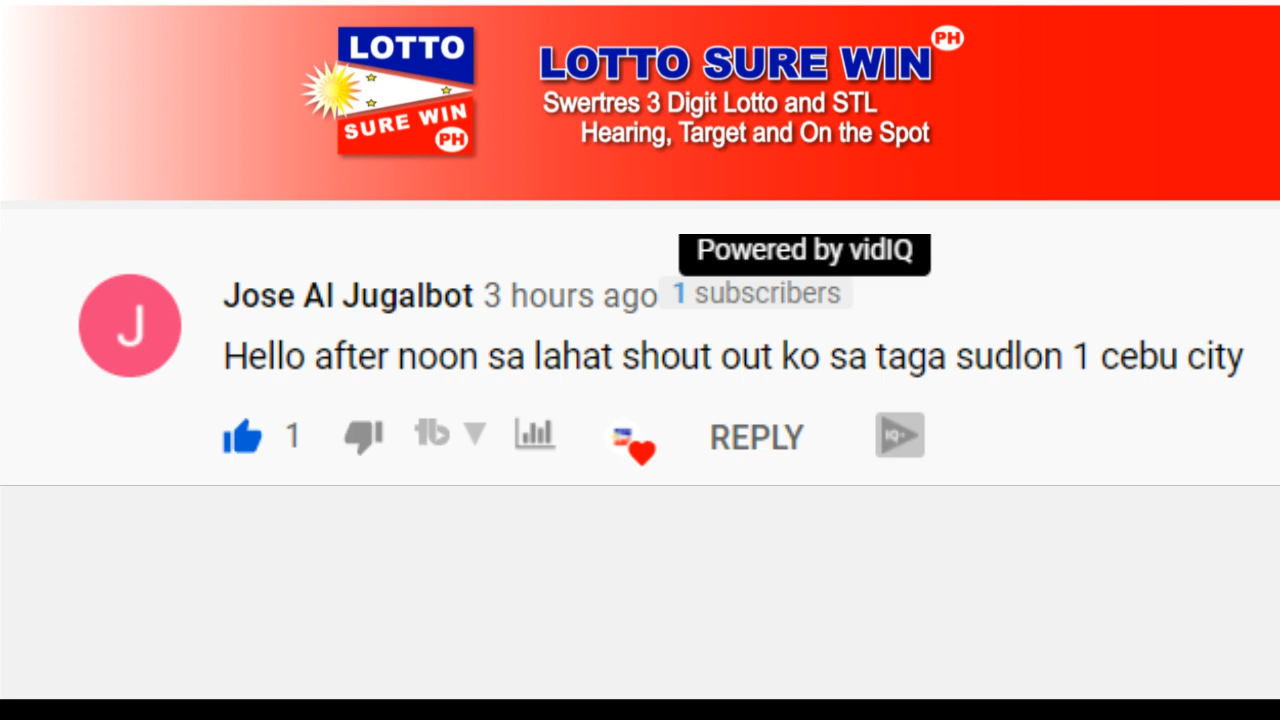 LOTTO
SURE WIN
PH
LOTTO SURE WIN PH
Swertres 3 Digit Lotto and STL
Hearing, Target and On the Spot
Powered by vidIQ
Jose Al Jugalbot 3 hours ago 1 subscribers
J
Hello after noon sa lahat shout out ko sa taga sudlon 1 cebu city
1 tb REPLY IQ+